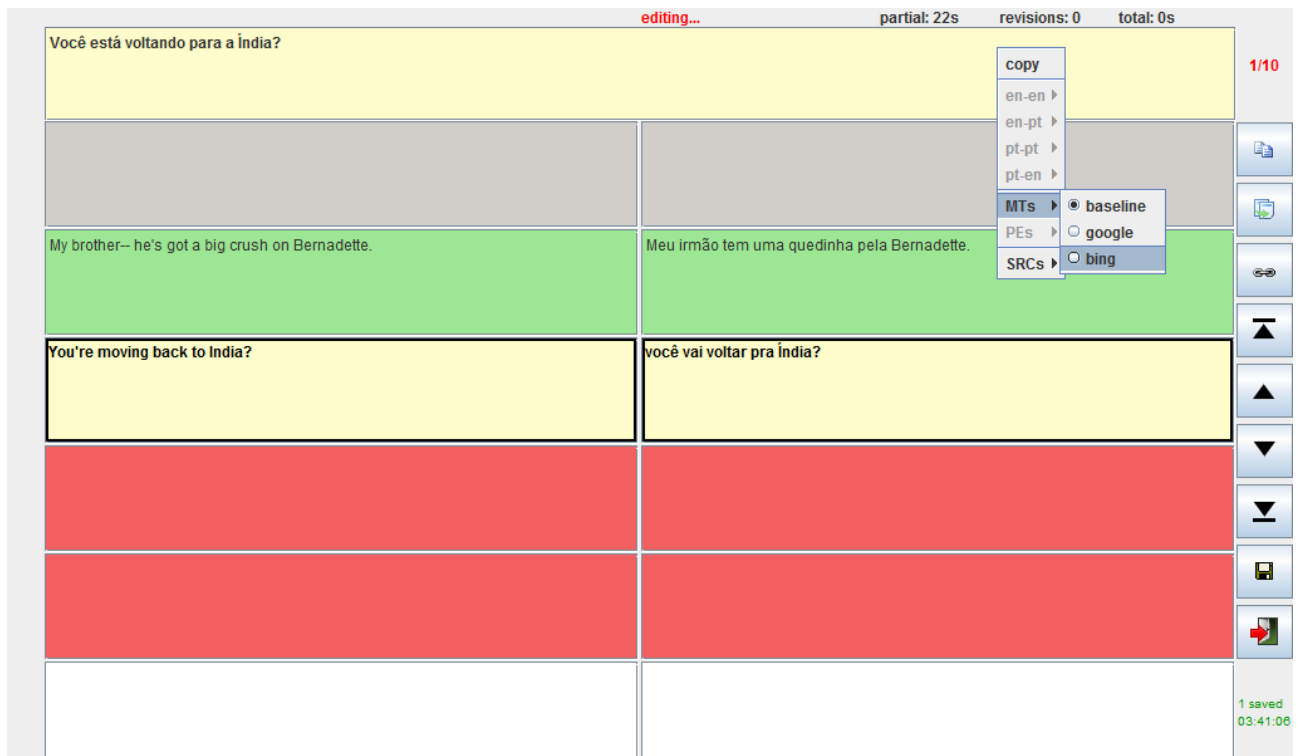 editing... partial: 22s revisions: 0 total: 0s
Você está voltando para a Índia?
1/10
copy
en-en
en-pt
pt-pt
pt-en
MTs
PEs
SRCs
baseline
google
bing
My brother-- he's got a big crush on Bernadette.
Meu irmão tem uma quedinha pela Bernadette.
You're moving back to India?
você vai voltar pra Índia?
1 saved
03:41:06